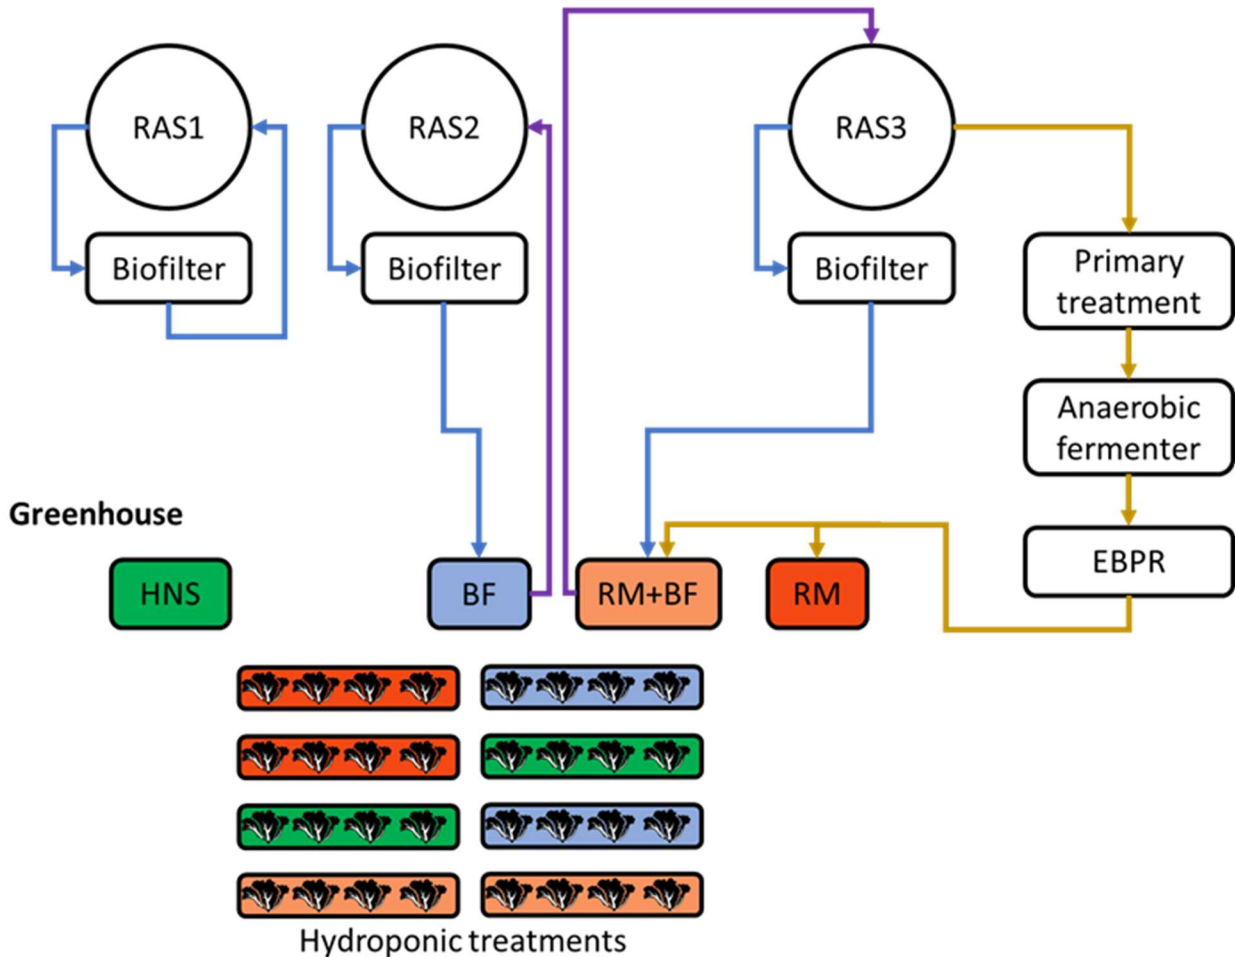 RAS1
RAS2
RAS3
Biofilter
Biofilter
Biofilter
Primary
treatment
Anaerobic
fermenter
Greenhouse
EBPR
HNS
BF
RM+BF
RM
Hydroponic treatments